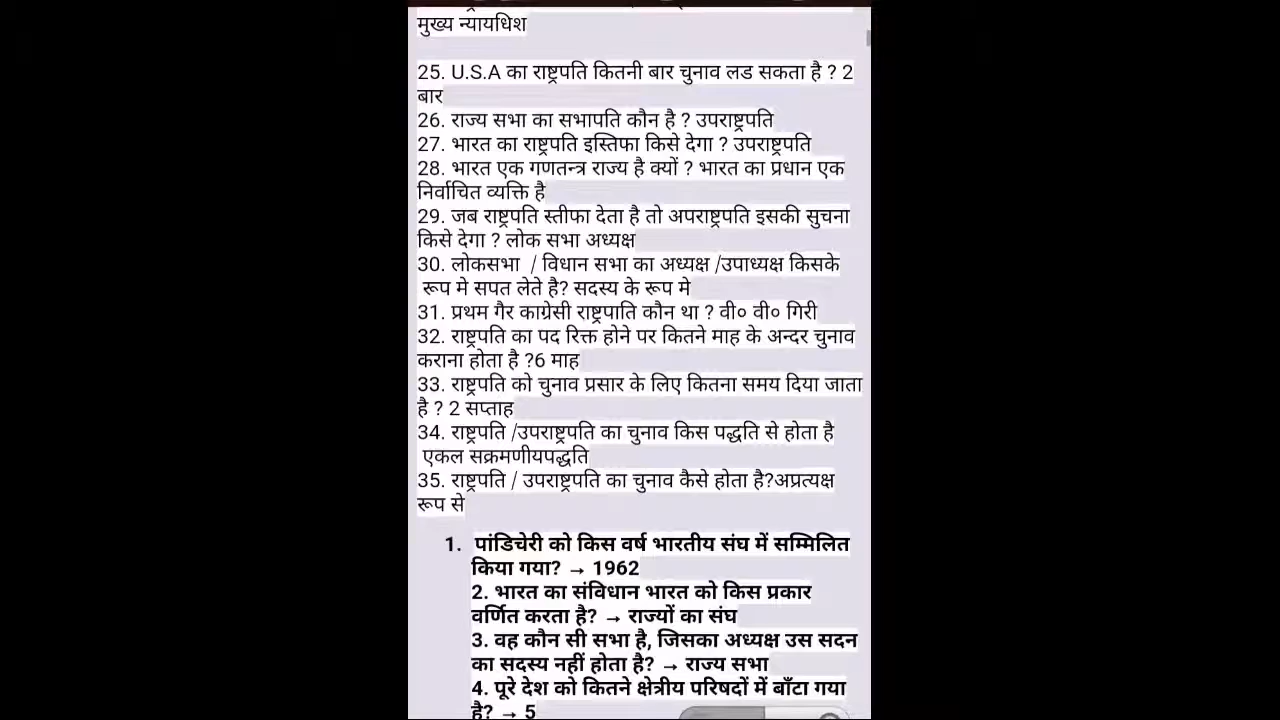 मुख्य न्यायधिश
25. U.S.A का राष्ट्रपति कितनी बार चुनाव लड सकता है ? 2
बार
26. राज्य सभा का सभापति कौन है ? उपराष्ट्रपति
27. भारत का राष्ट्रपति इस्तिफा किसे देगा ? उपराष्ट्रपति
28. भारत एक गणतन्त्र राज्य है क्यों ? भारत का प्रधान एक
निर्वाचित व्यक्ति है
29. जब राष्ट्रपति स्तीफा देता है तो अपराष्ट्रपति इसकी सुचना
किसे देगा ? लोक सभा अध्यक्ष
30. लोकसभा / विधान सभा का अध्यक्ष /उपाध्यक्ष किसके
रूप मे सपत लेते है? सदस्य के रूप मे
31. प्रथम गैर काग्रेसी राष्ट्रपाति कौन था ? वी० वी० गिरी
32. राष्ट्रपति का पद रिक्त होने पर कितने माह के अन्दर चुनाव
कराना होता है ?6 माह
33. राष्ट्रपति को चुनाव प्रसार के लिए कितना समय दिया जाता
है ? 2 सप्ताह
34. राष्ट्रपति /उपराष्ट्रपति का चुनाव किस पद्धति से होता है
एकल सक्रमणीयपद्धति
35. राष्ट्रपति / उपराष्ट्रपति का चुनाव कैसे होता है?अप्रत्यक्ष
रूप से
1. पांडिचेरी को किस वर्ष भारतीय संघ में सम्मिलित
किया गया? → 1962
2. भारत का संविधान भारत को किस प्रकार
वर्णित करता है? → राज्यों का संघ
3. वह कौन सी सभा है, जिसका अध्यक्ष उस सदन
का सदस्य नहीं होता है? → राज्य सभा
4. पूरे देश को कितने क्षेत्रीय परिषदों में बाँटा गया
है? → 5